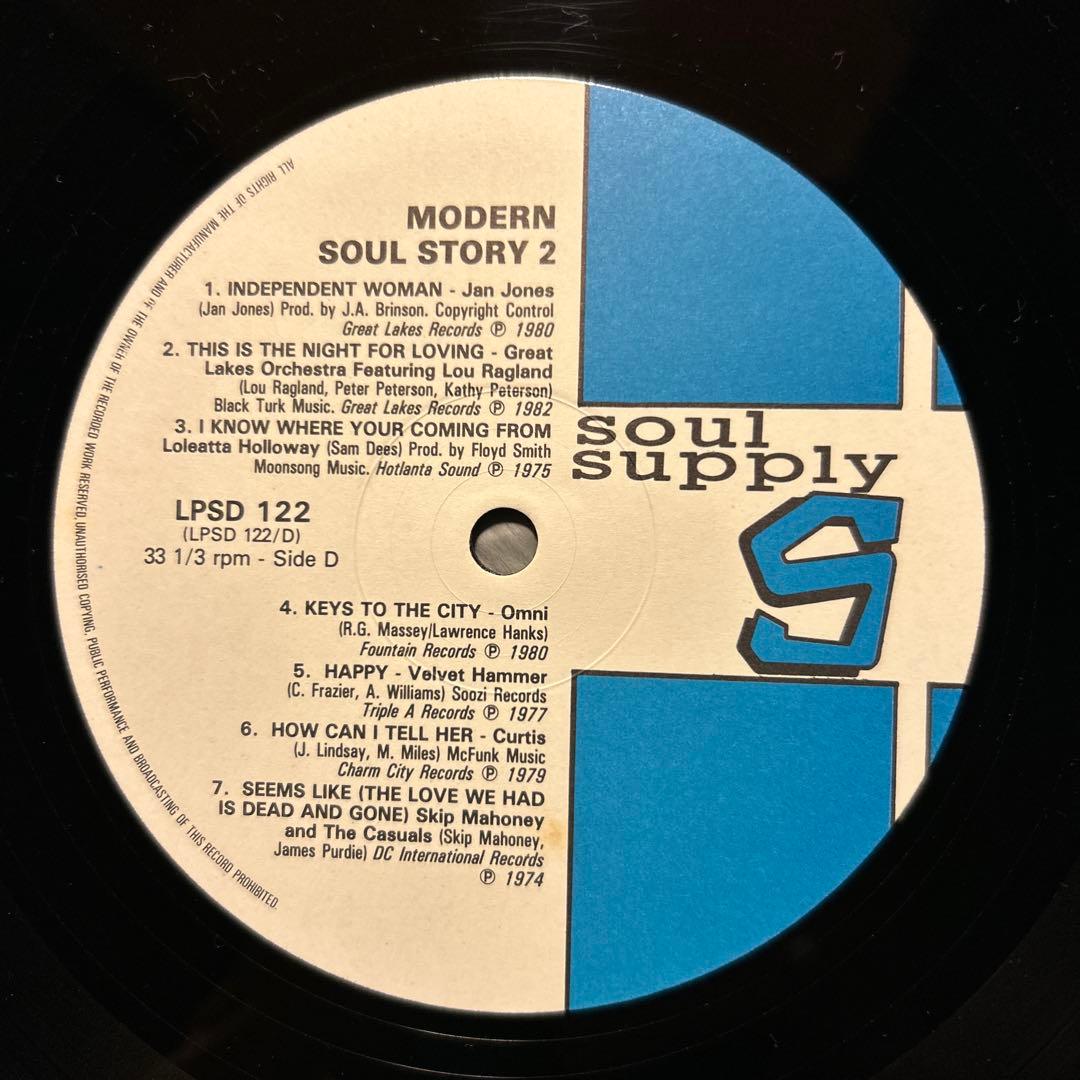 MODERN
SOUL STORY 2
1. INDEPENDENT WOMAN - Jan Jones
(Jan Jones) Prod. by J.A. Brinson. Copyright Control
Great Lakes Records ℗ 1980
2. THIS IS THE NIGHT FOR LOVING - Great
Lakes Orchestra Featuring Lou Ragland
(Lou Ragland, Peter Peterson, Kathy Peterson)
Black Turk Music. Great Lakes Records ℗ 1982
3. I KNOW WHERE YOUR COMING FROM
Loleatta Holloway (Sam Dees) Prod. by Floyd Smith
Moonsong Music. Hotlanta Sound ℗ 1975
LPSD 122
(LPSD 122/D)
33 1/3 rpm - Side D
4. KEYS TO THE CITY - Omni
(R.G. Massey/Lawrence Hanks)
Fountain Records ℗ 1980
5. HAPPY - Velvet Hammer
(C. Frazier, A. Williams) Soozi Records
Triple A Records ℗ 1977
6. HOW CAN I TELL HER - Curtis
(J. Lindsay, M. Miles) McFunk Music
Charm City Records ℗ 1979
7. SEEMS LIKE (THE LOVE WE HAD
IS DEAD AND GONE) Skip Mahoney
and The Casuals (Skip Mahoney,
James Purdie) DC International Records
℗ 1974
soul
supply
S
ALL RIGHTS OF THE MANUFACTURER AND OF THE OWNER OF THE RECORDED WORK RESERVED. UNAUTHORISED COPYING, PUBLIC PERFORMANCE AND BROADCASTING OF THIS RECORD PROHIBITED.